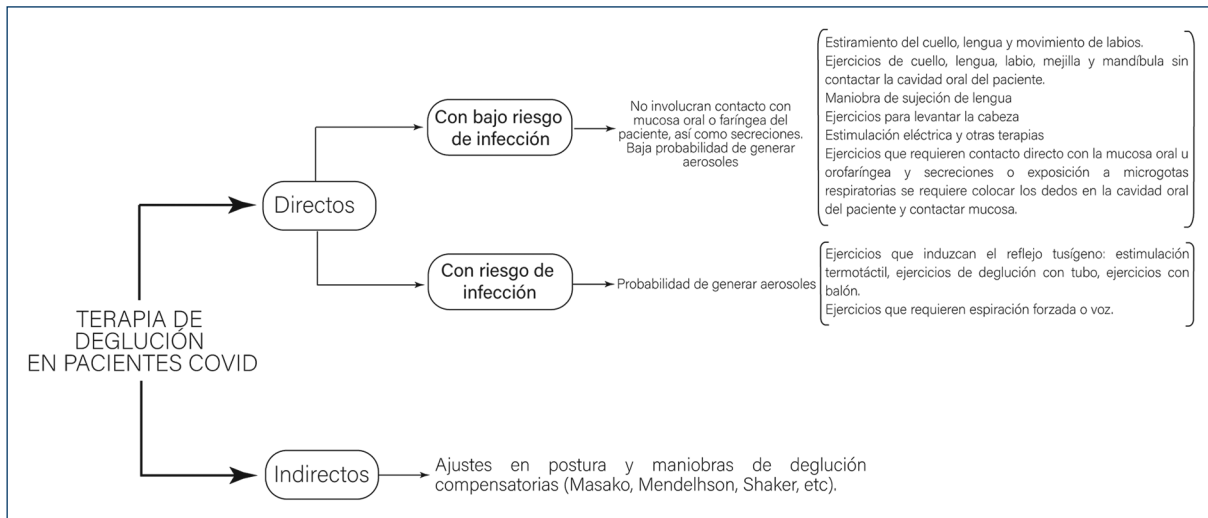 TERAPIA DE
DEGLUCIÓN
EN PACIENTES COVID
Directos
Con bajo riesgo
de infección
No involucran contacto con
mucosa oral o faríngea del
paciente, así como secreciones.
Baja probabilidad de generar
aerosoles
Estiramiento del cuello, lengua y movimiento de labios.
Ejercicios de cuello, lengua, labio, mejilla y mandíbula sin
contactar la cavidad oral del paciente.
Maniobra de sujeción de lengua
Ejercicios para levantar la cabeza
Estimulación eléctrica y otras terapias
Ejercicios que requieren contacto directo con la mucosa oral u
orofaríngea y secreciones o exposición a microgotas
respiratorias se requiere colocar los dedos en la cavidad oral
del paciente y contactar mucosa.
Con riesgo de
infección
Probabilidad de generar aerosoles
Ejercicios que induzcan el reflejo tusígeno: estimulación
termotáctil, ejercicios de deglución con tubo, ejercicios con
balón.
Ejercicios que requieren espiración forzada o voz.
Indirectos
Ajustes en postura y maniobras de deglución
compensatorias (Masako, Mendelhson, Shaker, etc).